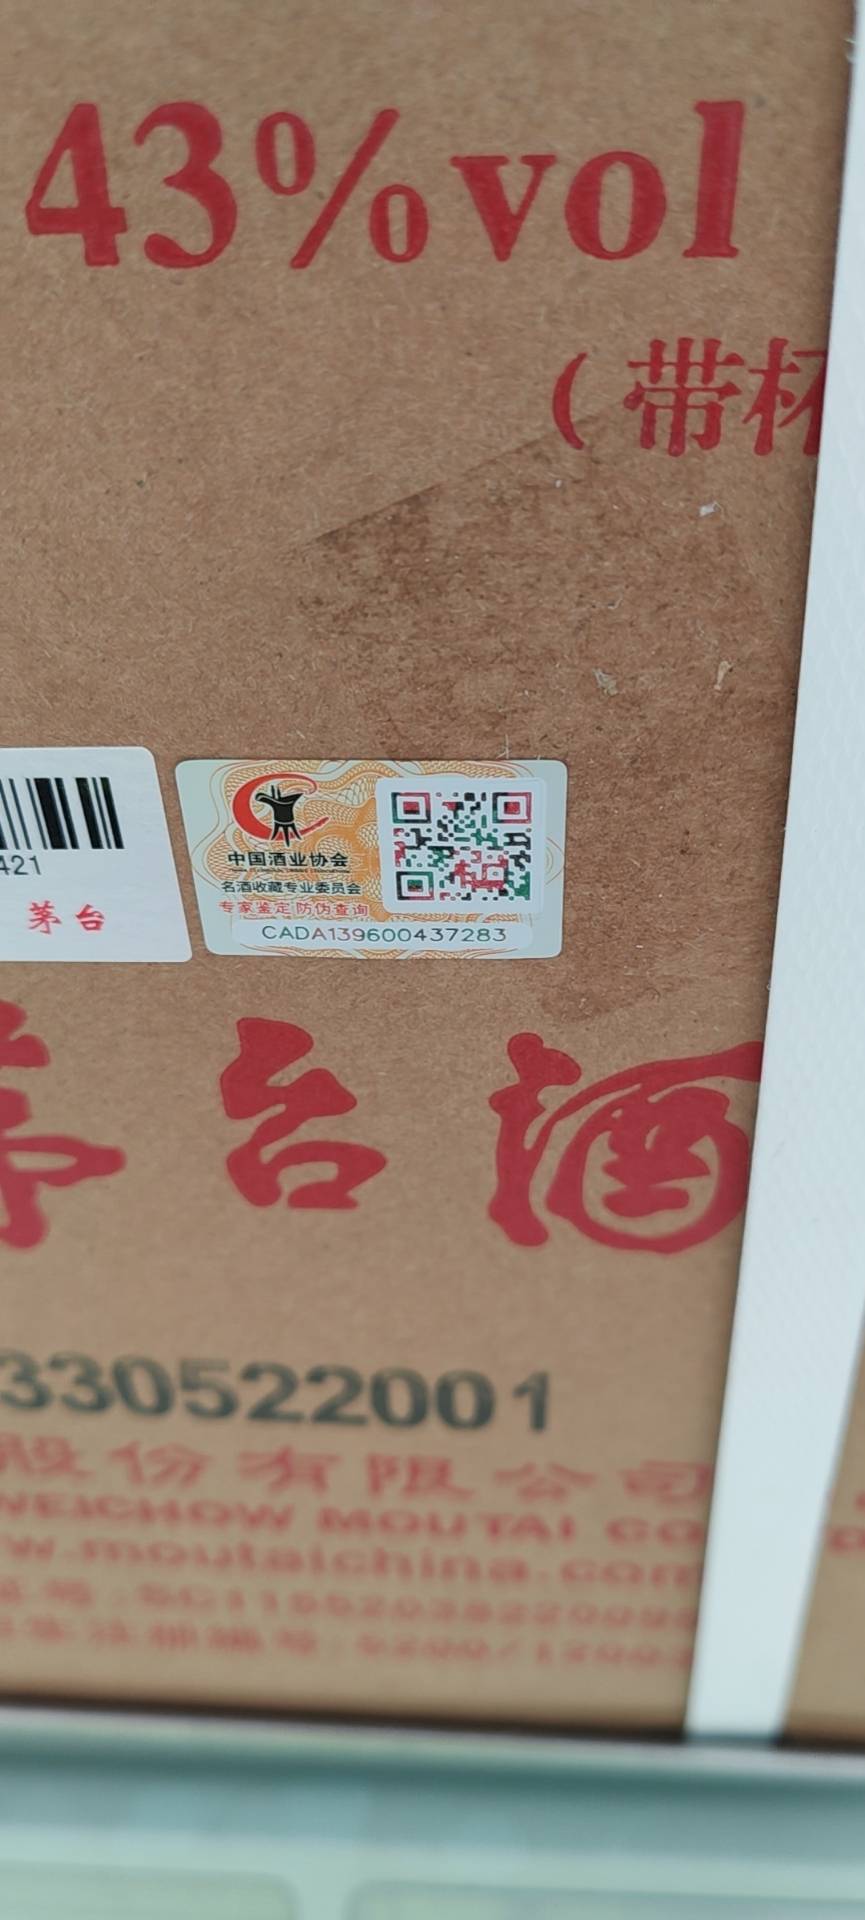 43%vol
（带杯
421
茅台
中国酒业协会
名酒收藏专业委员会
专家鉴定 防伪查询
CADA139600437283
茅台酒
330522001
股份有限公司
WEICHOW MOUTAI CO
w.moutaichina.com